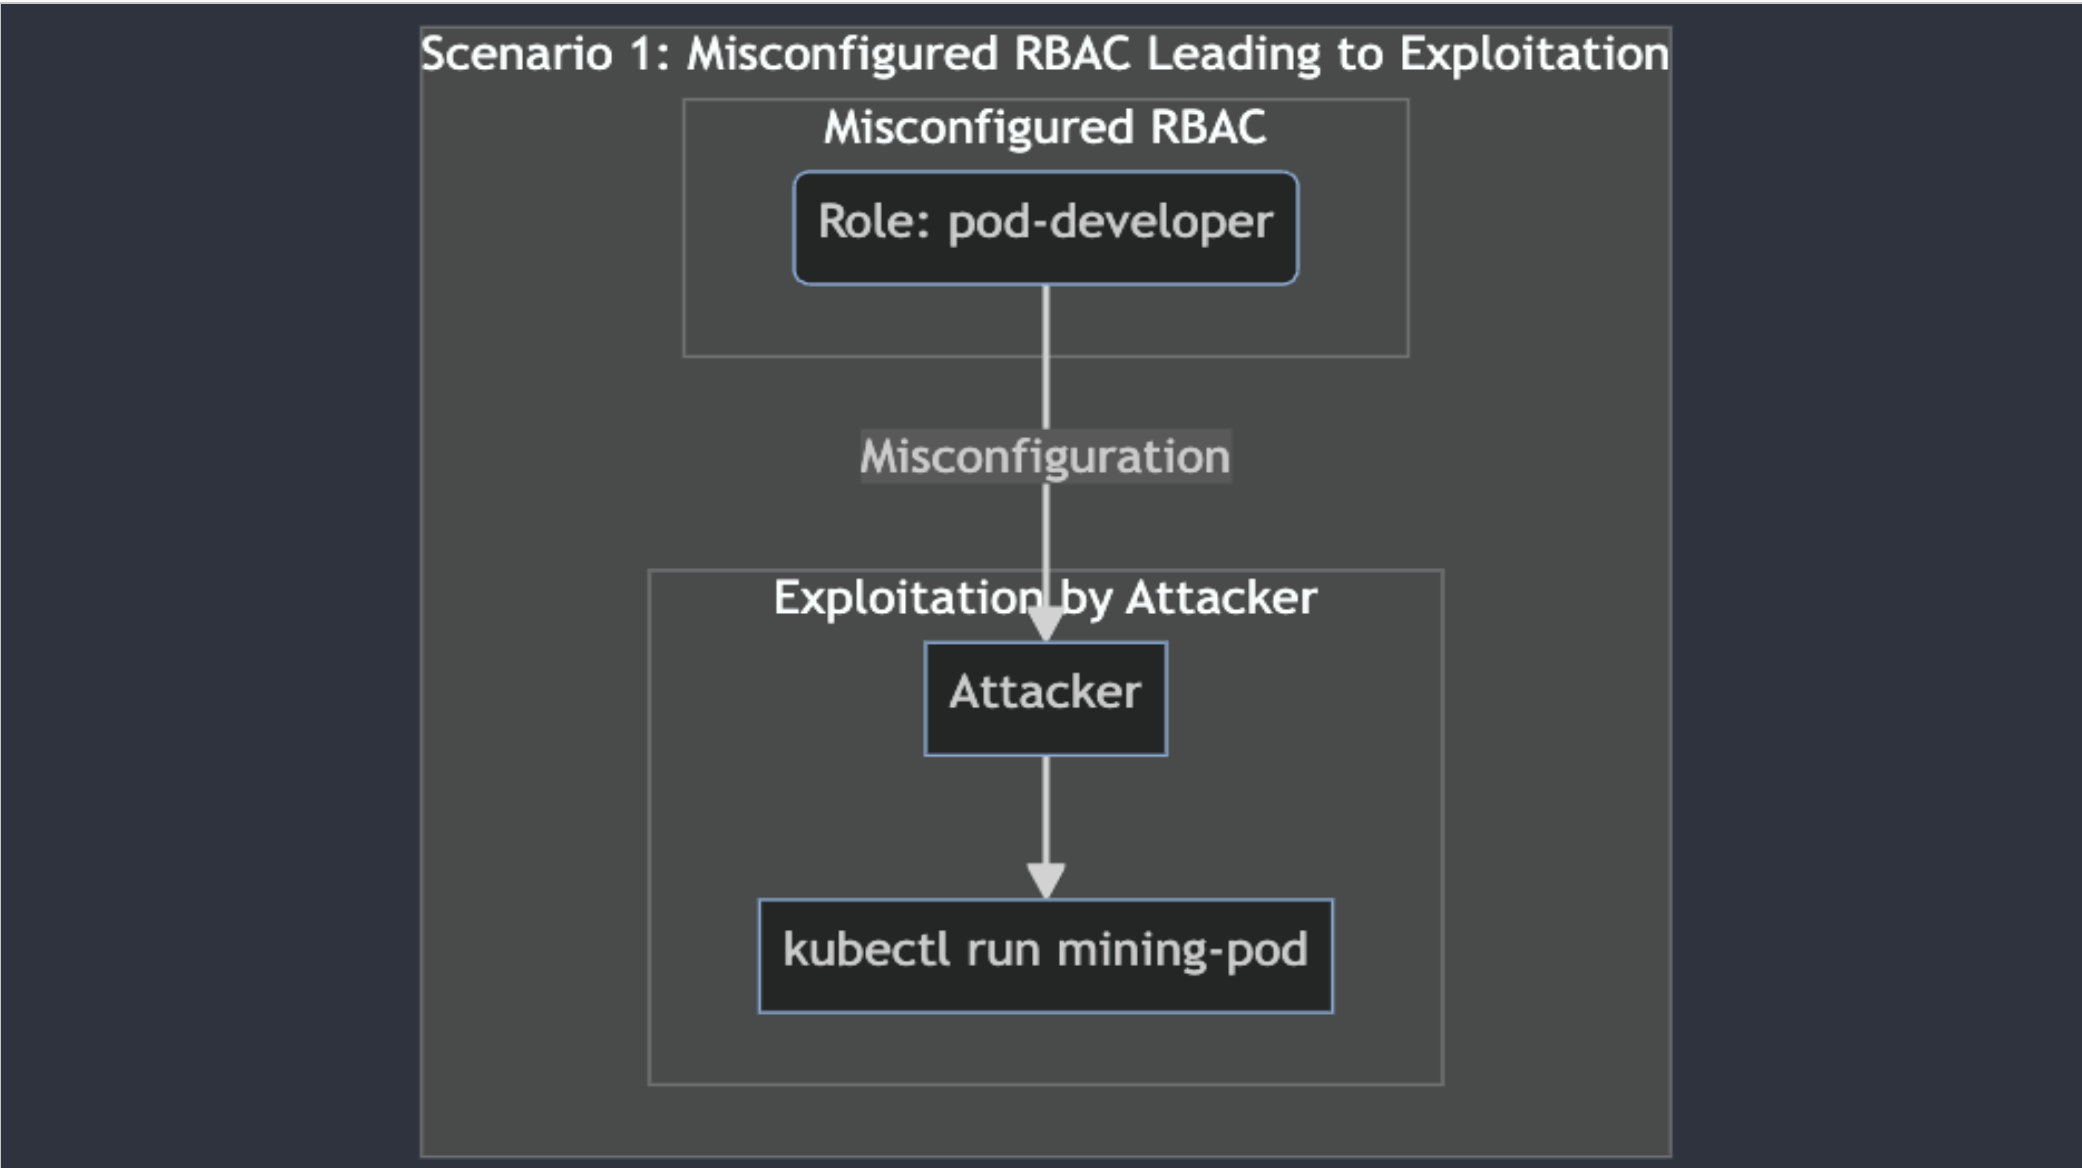 Scenario 1: Misconfigured RBAC Leading to Exploitation
Misconfigured RBAC
Role: pod-developer
Misconfiguration
Exploitation by Attacker
Attacker
kubectl run mining-pod